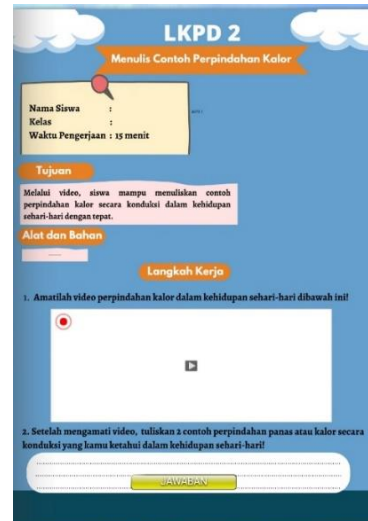 LKPD 2
Menulis Contoh Perpindahan Kalor
Nama Siswa :
Kelas :
Waktu Pengerjaan : 15 menit
Tujuan
Melalui video, siswa mampu menuliskan contoh
perpindahan kalor secara konduksi dalam kehidupan
sehari-hari dengan tepat.
Alat dan Bahan
Langkah Kerja
1. Amatilah video perpindahan kalor dalam kehidupan sehari-hari dibawah ini!
2. Setelah mengamati video, tuliskan 2 contoh perpindahan panas atau kalor secara
konduksi yang kamu ketahui dalam kehidupan sehari-hari!
JAWABAN